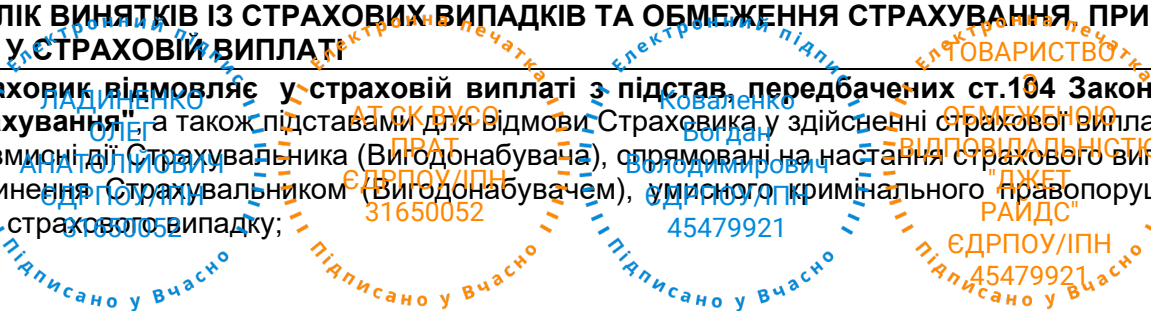 ЛІК ВИНЯТКІВ ІЗ СТРАХОВИХ ВИПАДКІВ ТА ОБМЕЖЕННЯ СТРАХУВАННЯ, ПРИ
У СТРАХОВІЙ ВИПЛАТІ
аховик відмовляє у страховій виплаті з підстав, передбачених ст.104 Закон
хування", а також підставами для відмови Страховика у здійсненні страхової випла
вмисні дії Страхувальника (Вигодонабувача), спрямовані на настання страхового вип
инення Страхувальником (Вигодонабувачем), умисного кримінального правопоруш
страхового випадку;
Електронний підпис
ЛАДИНЕНКО
ОЛЕГ
АНАТОЛІЙОВИЧ
ЄДРПОУ/ІПН
31650052
Підписано у Вчасно
Електронна печатка
АТ СК ВУСО
ПРАТ
ЄДРПОУ/ІПН
31650052
Підписано у Вчасно
Електронний підпис
Коваленко
Богдан
Володимирович
ЄДРПОУ/ІПН
45479921
Підписано у Вчасно
Електронна печатка
ТОВАРИСТВО
З
ОБМЕЖЕНОЮ
ВІДПОВІДАЛЬНІСТЮ
"ДЖЕТ
РАЙДС"
ЄДРПОУ/ІПН
45479921
Підписано у Вчасно